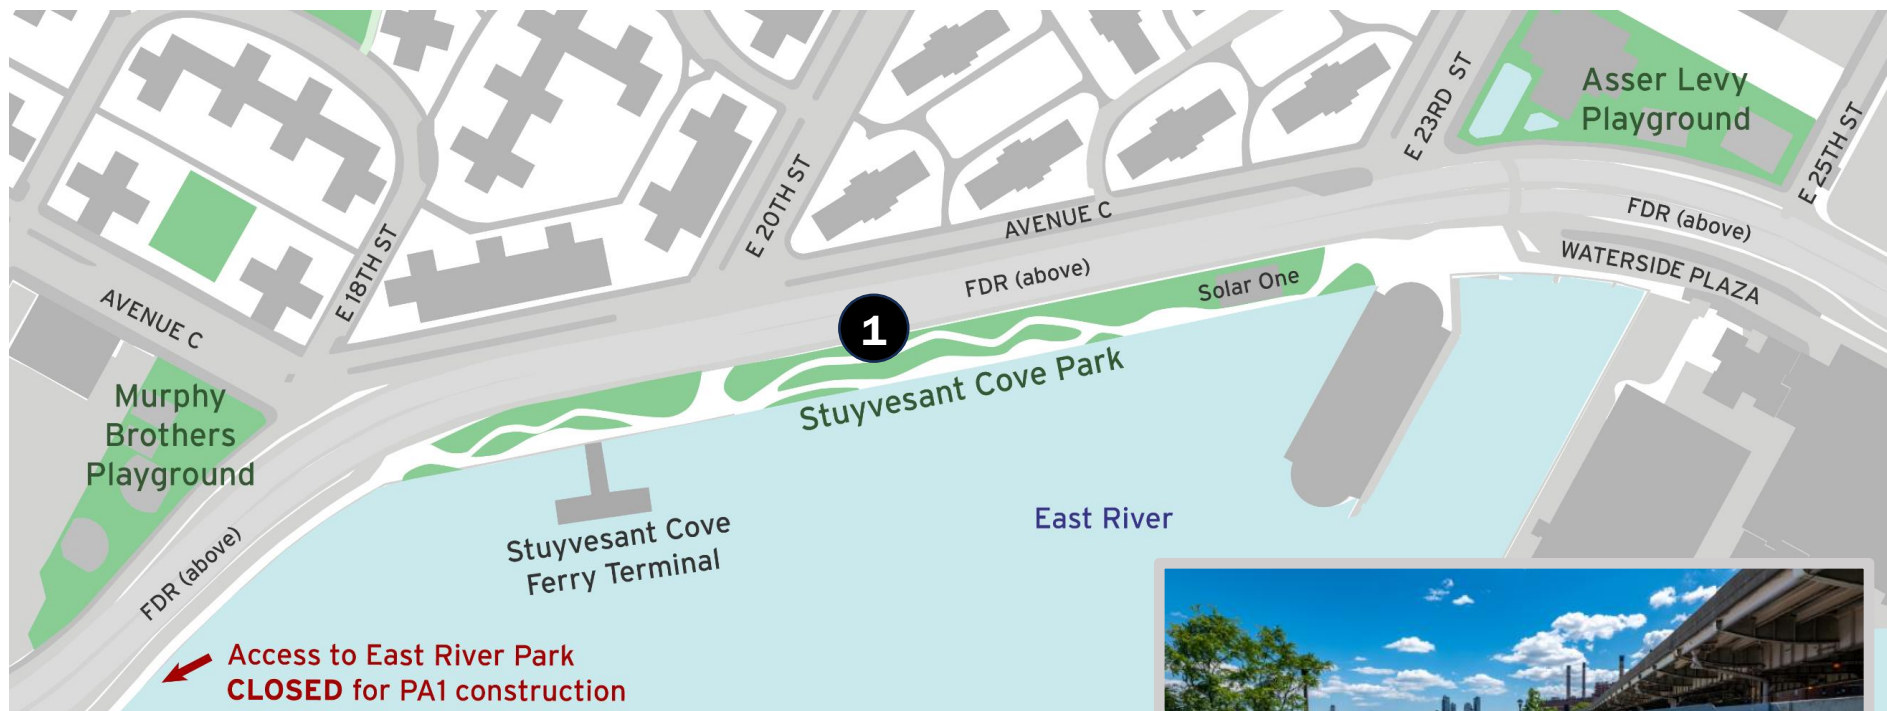 Asser Levy
Playground
E 23RD ST
E 25TH ST
E 20TH ST
AVENUE C
FDR (above)
WATERSIDE PLAZA
E 18TH ST
FDR (above)
Solar One
AVENUE C
1
Stuyvesant Cove Park
Murphy
Brothers
Playground
East River
Stuyvesant Cove
Ferry Terminal
FDR (above)
Access to East River Park
CLOSED for PA1 construction